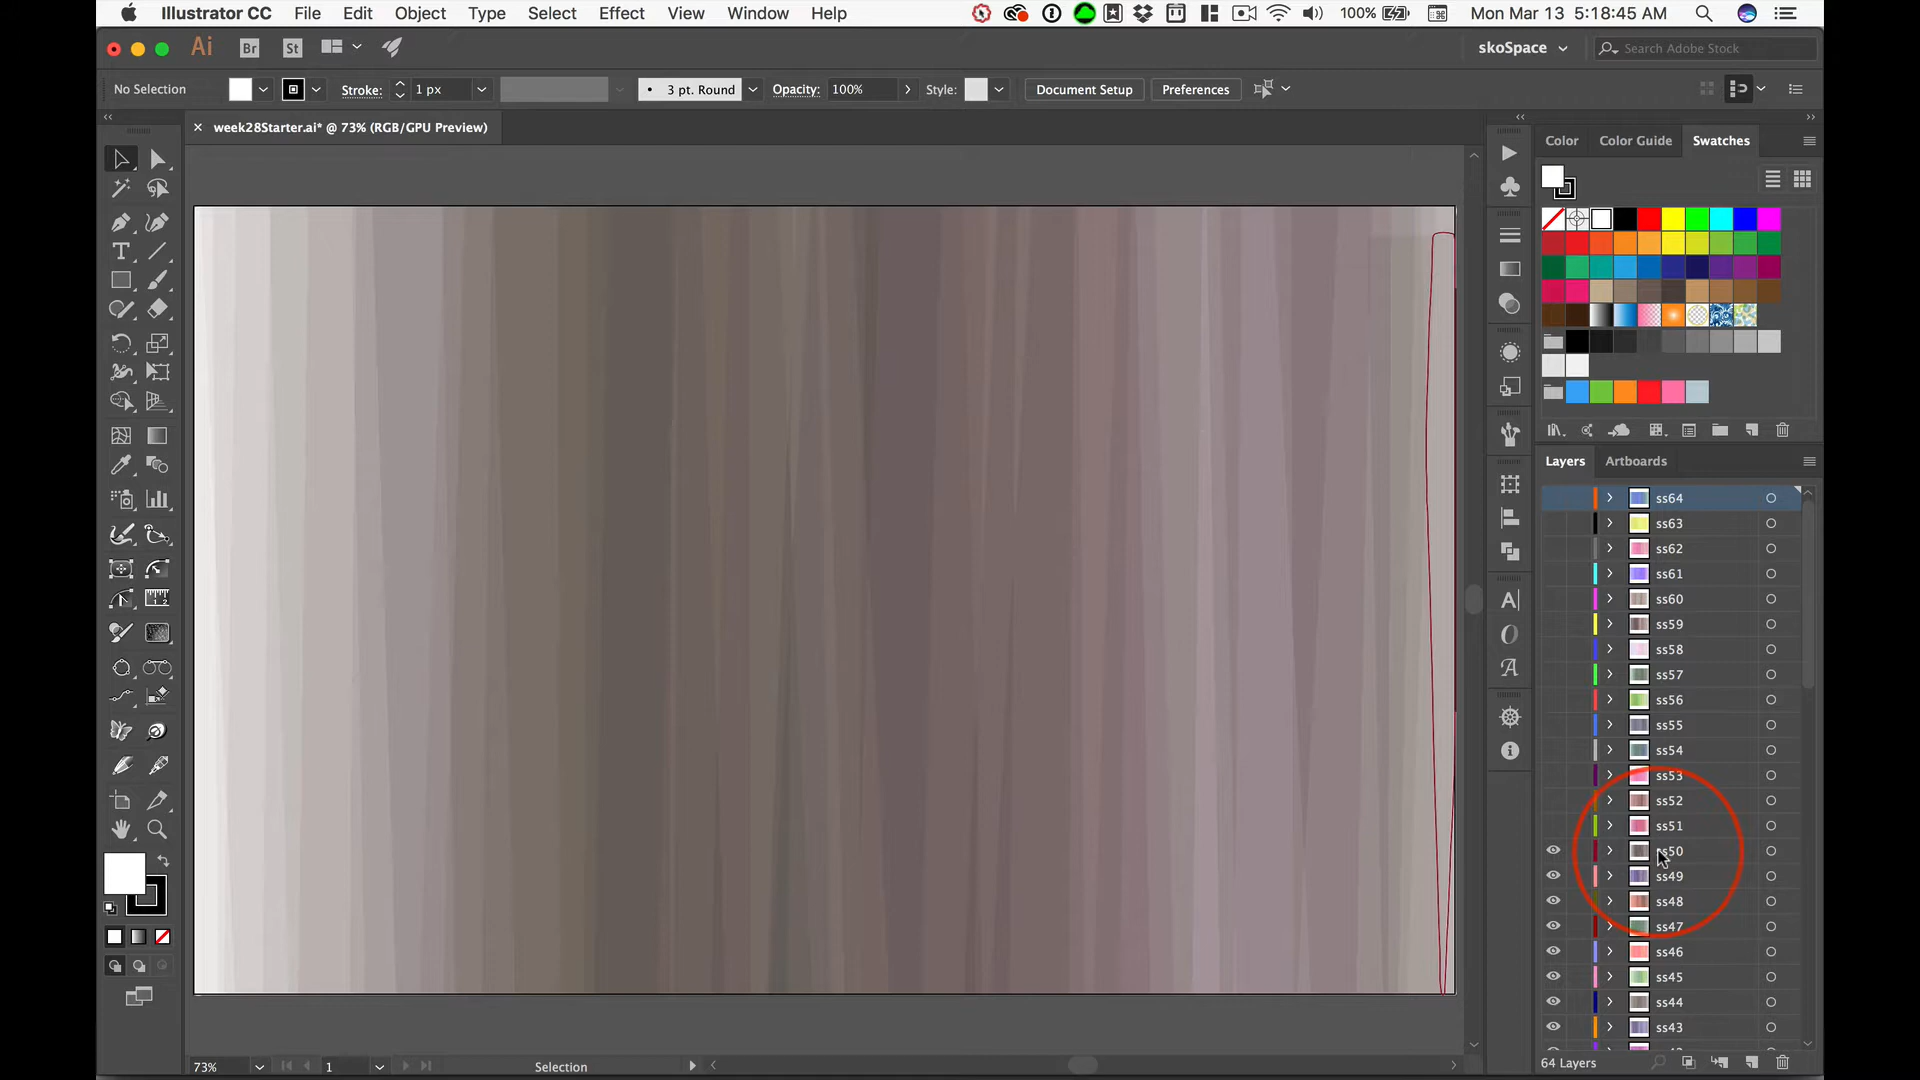 Illustrator CC File Edit Object Type Select Effect View Window Help 100% Mon Mar 13 5:18:45 AM
Ai Br St skoSpace Search Adobe Stock
No Selection Stroke: 1 px 3 pt. Round Opacity: 100% Style: Document Setup Preferences
week28Starter.ai* @ 73% (RGB/GPU Preview)
Color Color Guide Swatches
Layers Artboards
ss64
ss63
ss62
ss61
ss60
ss59
ss58
ss57
ss56
ss55
ss54
ss53
ss52
ss51
ss50
ss49
ss48
ss47
ss46
ss45
ss44
ss43
73% 1 Selection 64 Layers